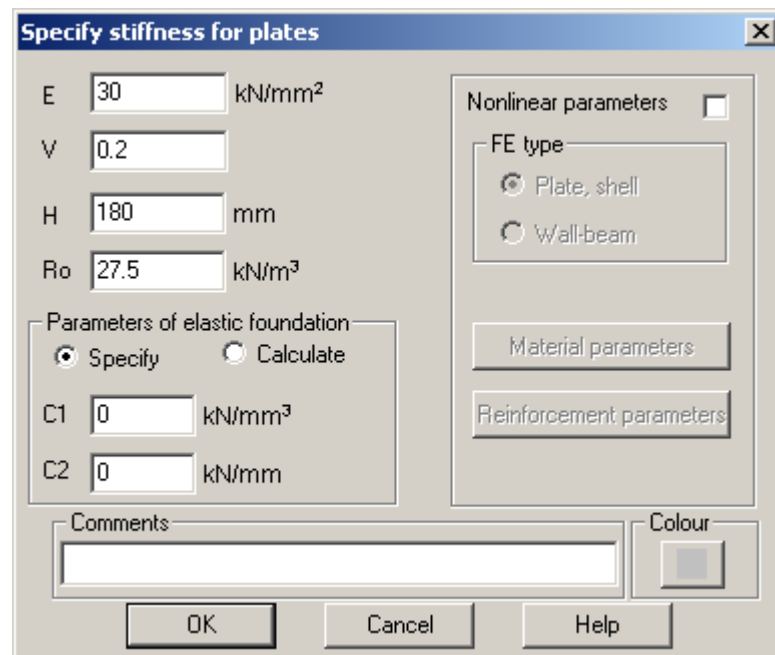 Specify stiffness for plates
E 30 kN/mm²
V 0.2
H 180 mm
Ro 27.5 kN/m³
Parameters of elastic foundation
Specify Calculate
C1 0 kN/mm³
C2 0 kN/mm
Nonlinear parameters
FE type
Plate, shell
Wall-beam
Material parameters
Reinforcement parameters
Comments
Colour
OK Cancel Help